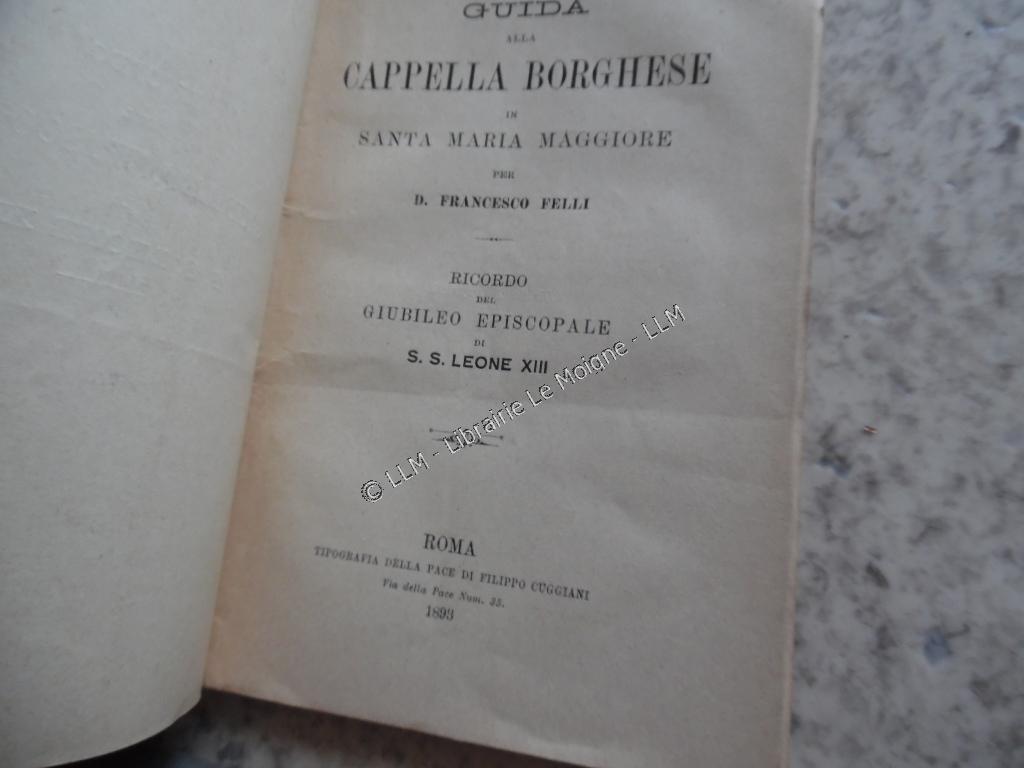 GUIDA
ALLA
CAPPELLA BORGHESE
IN
SANTA MARIA MAGGIORE
PER
D. FRANCESCO FELLI
RICORDO
DEL
GIUBILEO EPISCOPALE
DI
S. S. LEONE XIII
© LLM - Librairie Le Moigne - LLM
ROMA
TIPOGRAFIA DELLA PACE DI FILIPPO CUGGIANI
Via della Pace Num. 35.
1893